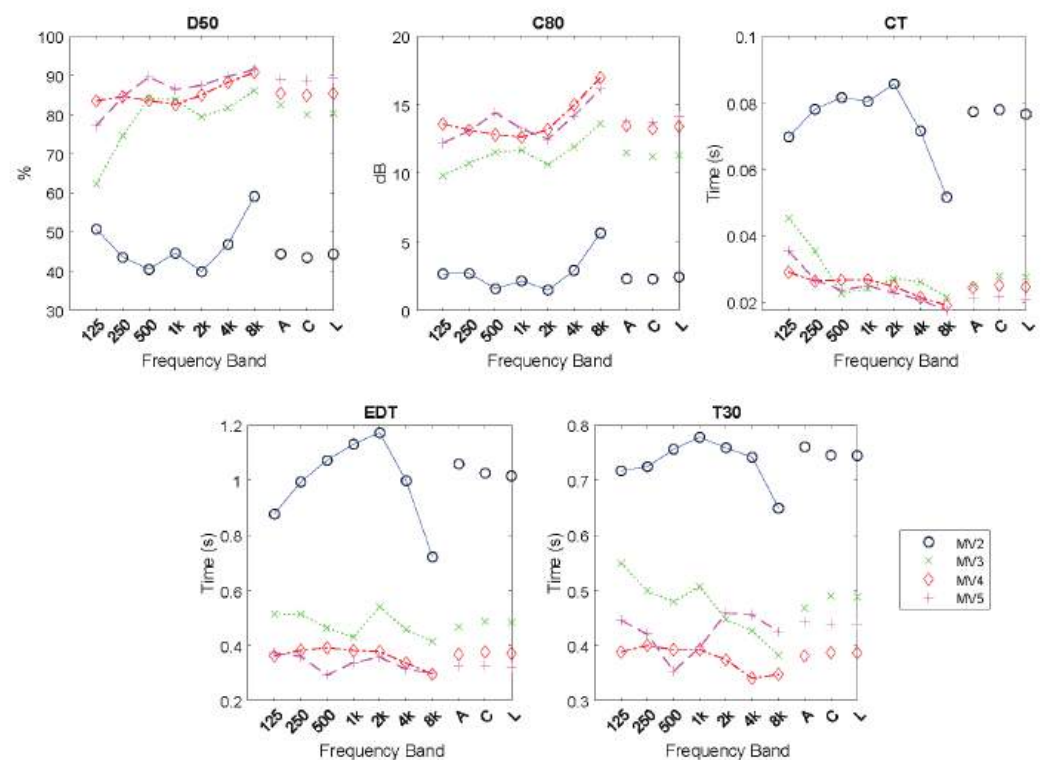 D50
100
90
80
70
60
50
40
30
%
125
250
500
1k
2k
4k
8k
A
C
L
Frequency Band
C80
20
15
10
5
0
dB
125
250
500
1k
2k
4k
8k
A
C
L
Frequency Band
CT
0.1
0.08
0.06
0.04
0.02
Time (s)
125
250
500
1k
2k
4k
8k
A
C
L
Frequency Band
EDT
1.2
1
0.8
0.6
0.4
0.2
Time (s)
125
250
500
1k
2k
4k
8k
A
C
L
Frequency Band
T30
0.8
0.7
0.6
0.5
0.4
0.3
Time (s)
125
250
500
1k
2k
4k
8k
A
C
L
Frequency Band
MV2
MV3
MV4
MV5